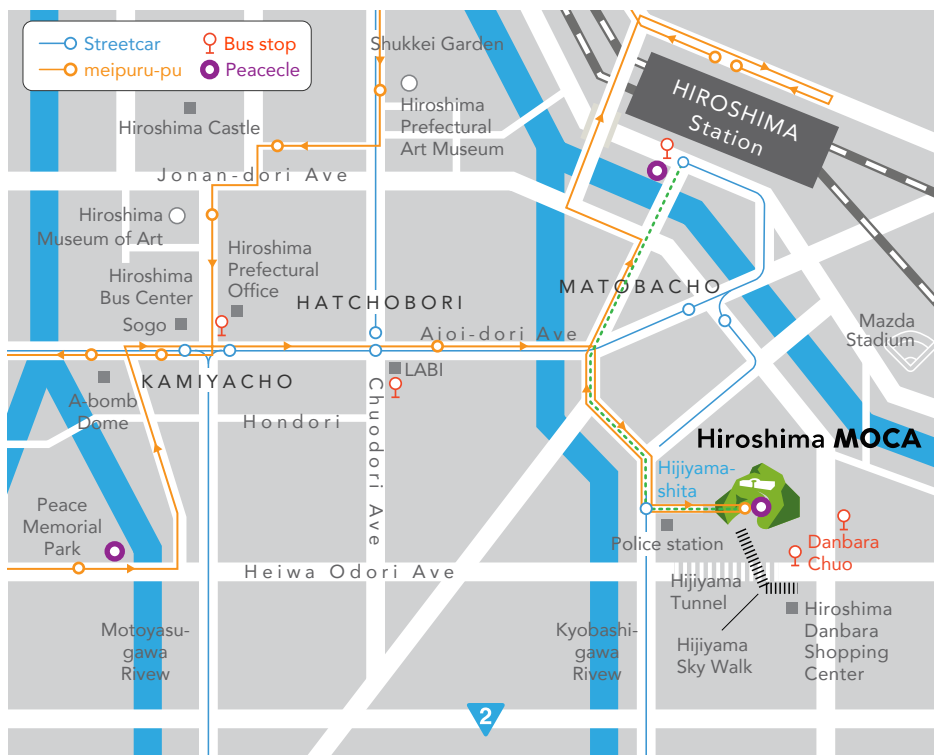 Streetcar
Bus stop
meipuru-pu
Peacecle
Shukkei Garden
Hiroshima Castle
Hiroshima
Prefectural
Art Museum
HIROSHIMA
Station
Jonan-dori Ave
Hiroshima
Museum of Art
Hiroshima
Prefectural
Office
Hiroshima
Bus Center
Sogo
HATCHOBORI
MATOBACHO
Aioi-dori Ave
Mazda
Stadium
KAMIYACHO
LABI
A-bomb
Dome
Hondori
Chuodori Ave
Hiroshima MOCA
Hijiyama-
shita
Peace
Memorial
Park
Police station
Danbara
Chuo
Heiwa Odori Ave
Hijiyama
Tunnel
Hiroshima
Danbara
Shopping
Center
Motoyasu-
gawa
Rivew
Kyobashi-
gawa
Rivew
Hijiyama
Sky Walk
2